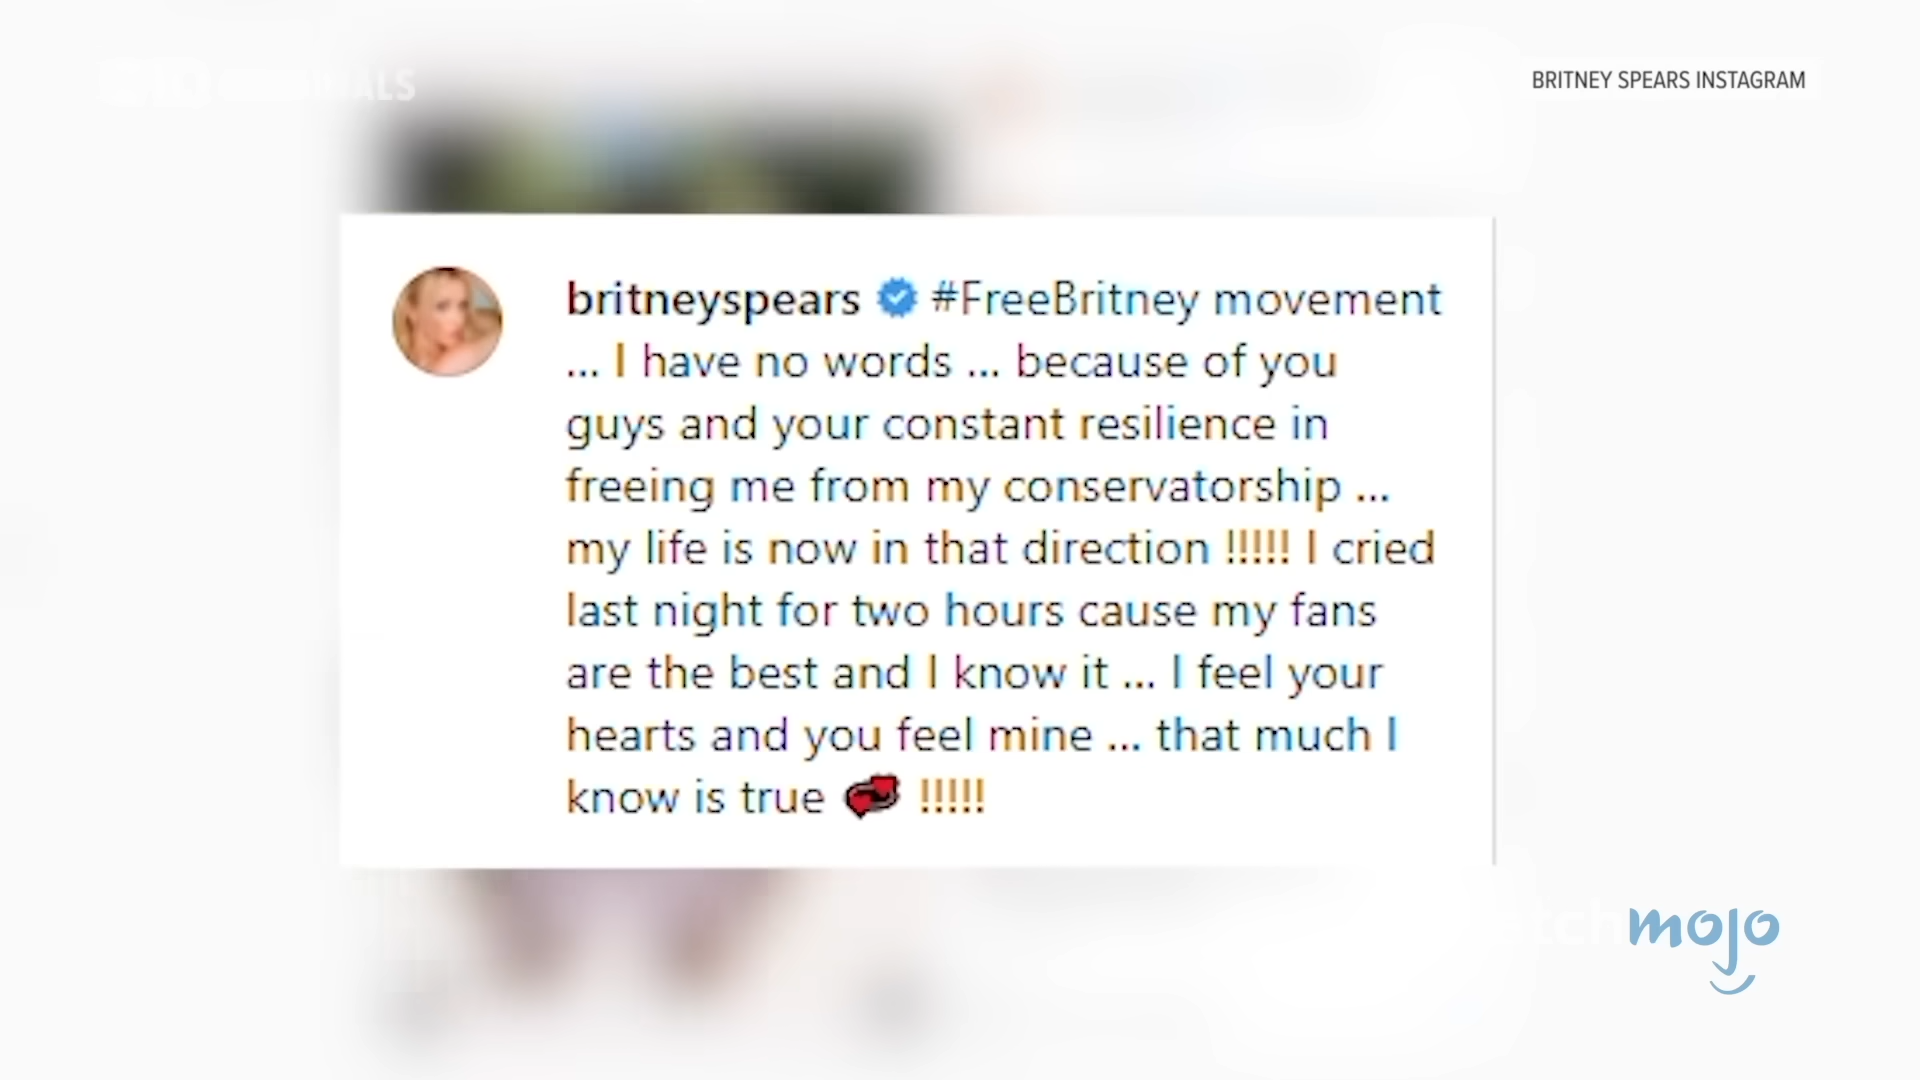 BRITNEY SPEARS INSTAGRAM
britneyspears #FreeBritney movement
... I have no words ... because of you
guys and your constant resilience in
freeing me from my conservatorship ...
my life is now in that direction !!!!! I cried
last night for two hours cause my fans
are the best and I know it ... I feel your
hearts and you feel mine ... that much I
know is true 💞 !!!!!
mojo